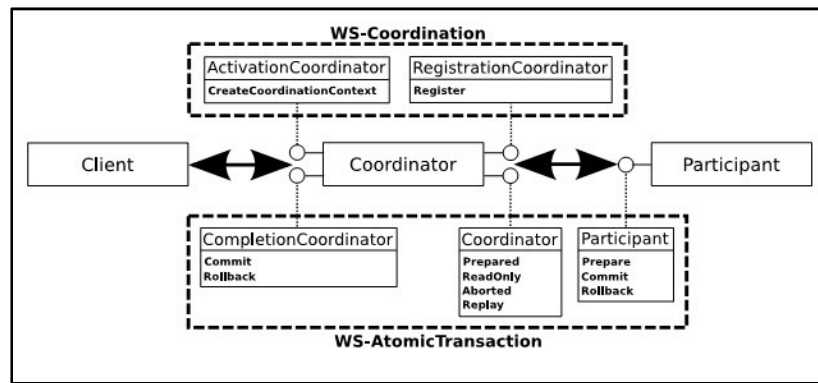 WS-Coordination
ActivationCoordinator
CreateCoordinationContext
RegistrationCoordinator
Register
Client
Coordinator
Participant
CompletionCoordinator
Commit
Rollback
Coordinator
Prepared
ReadOnly
Aborted
Replay
Participant
Prepare
Commit
Rollback
WS-AtomicTransaction